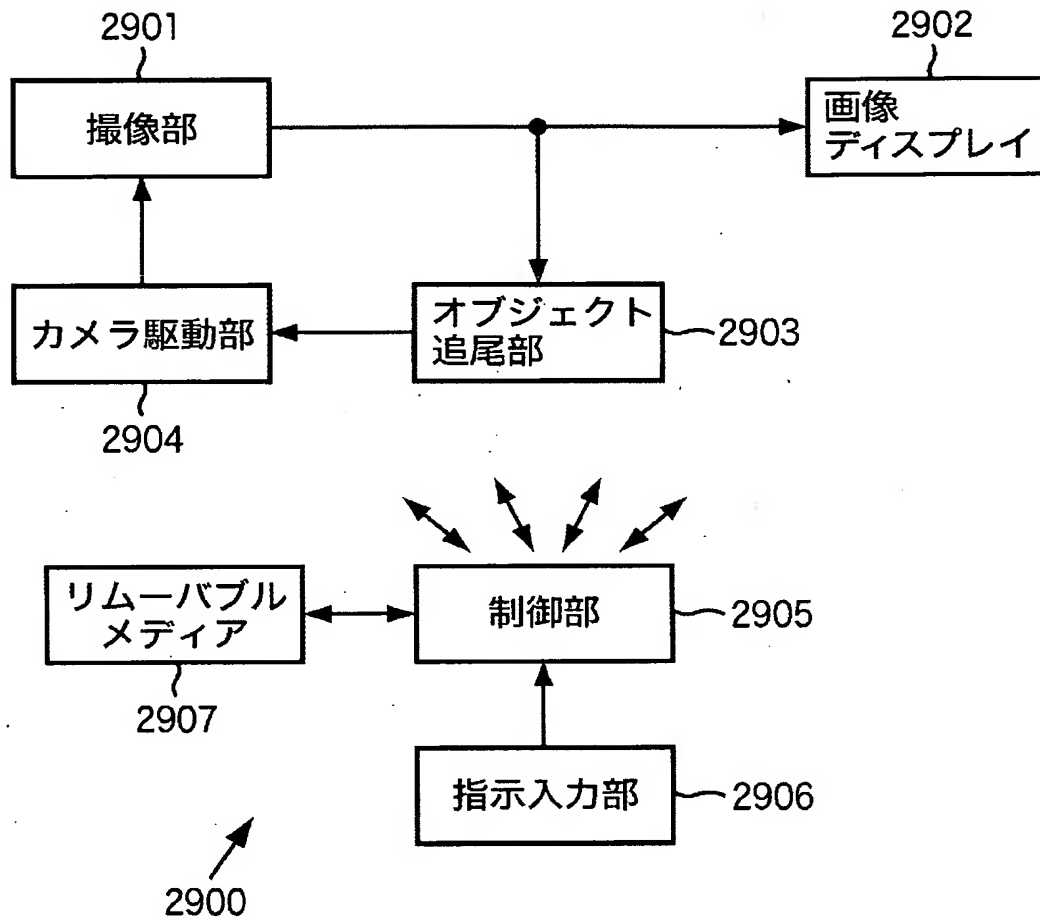 2901
撮像部
2902
画像
ディスプレイ
オブジェクト
追尾部
2903
カメラ駆動部
2904
リムーバブル
メディア
2907
制御部
2905
指示入力部
2906
2900